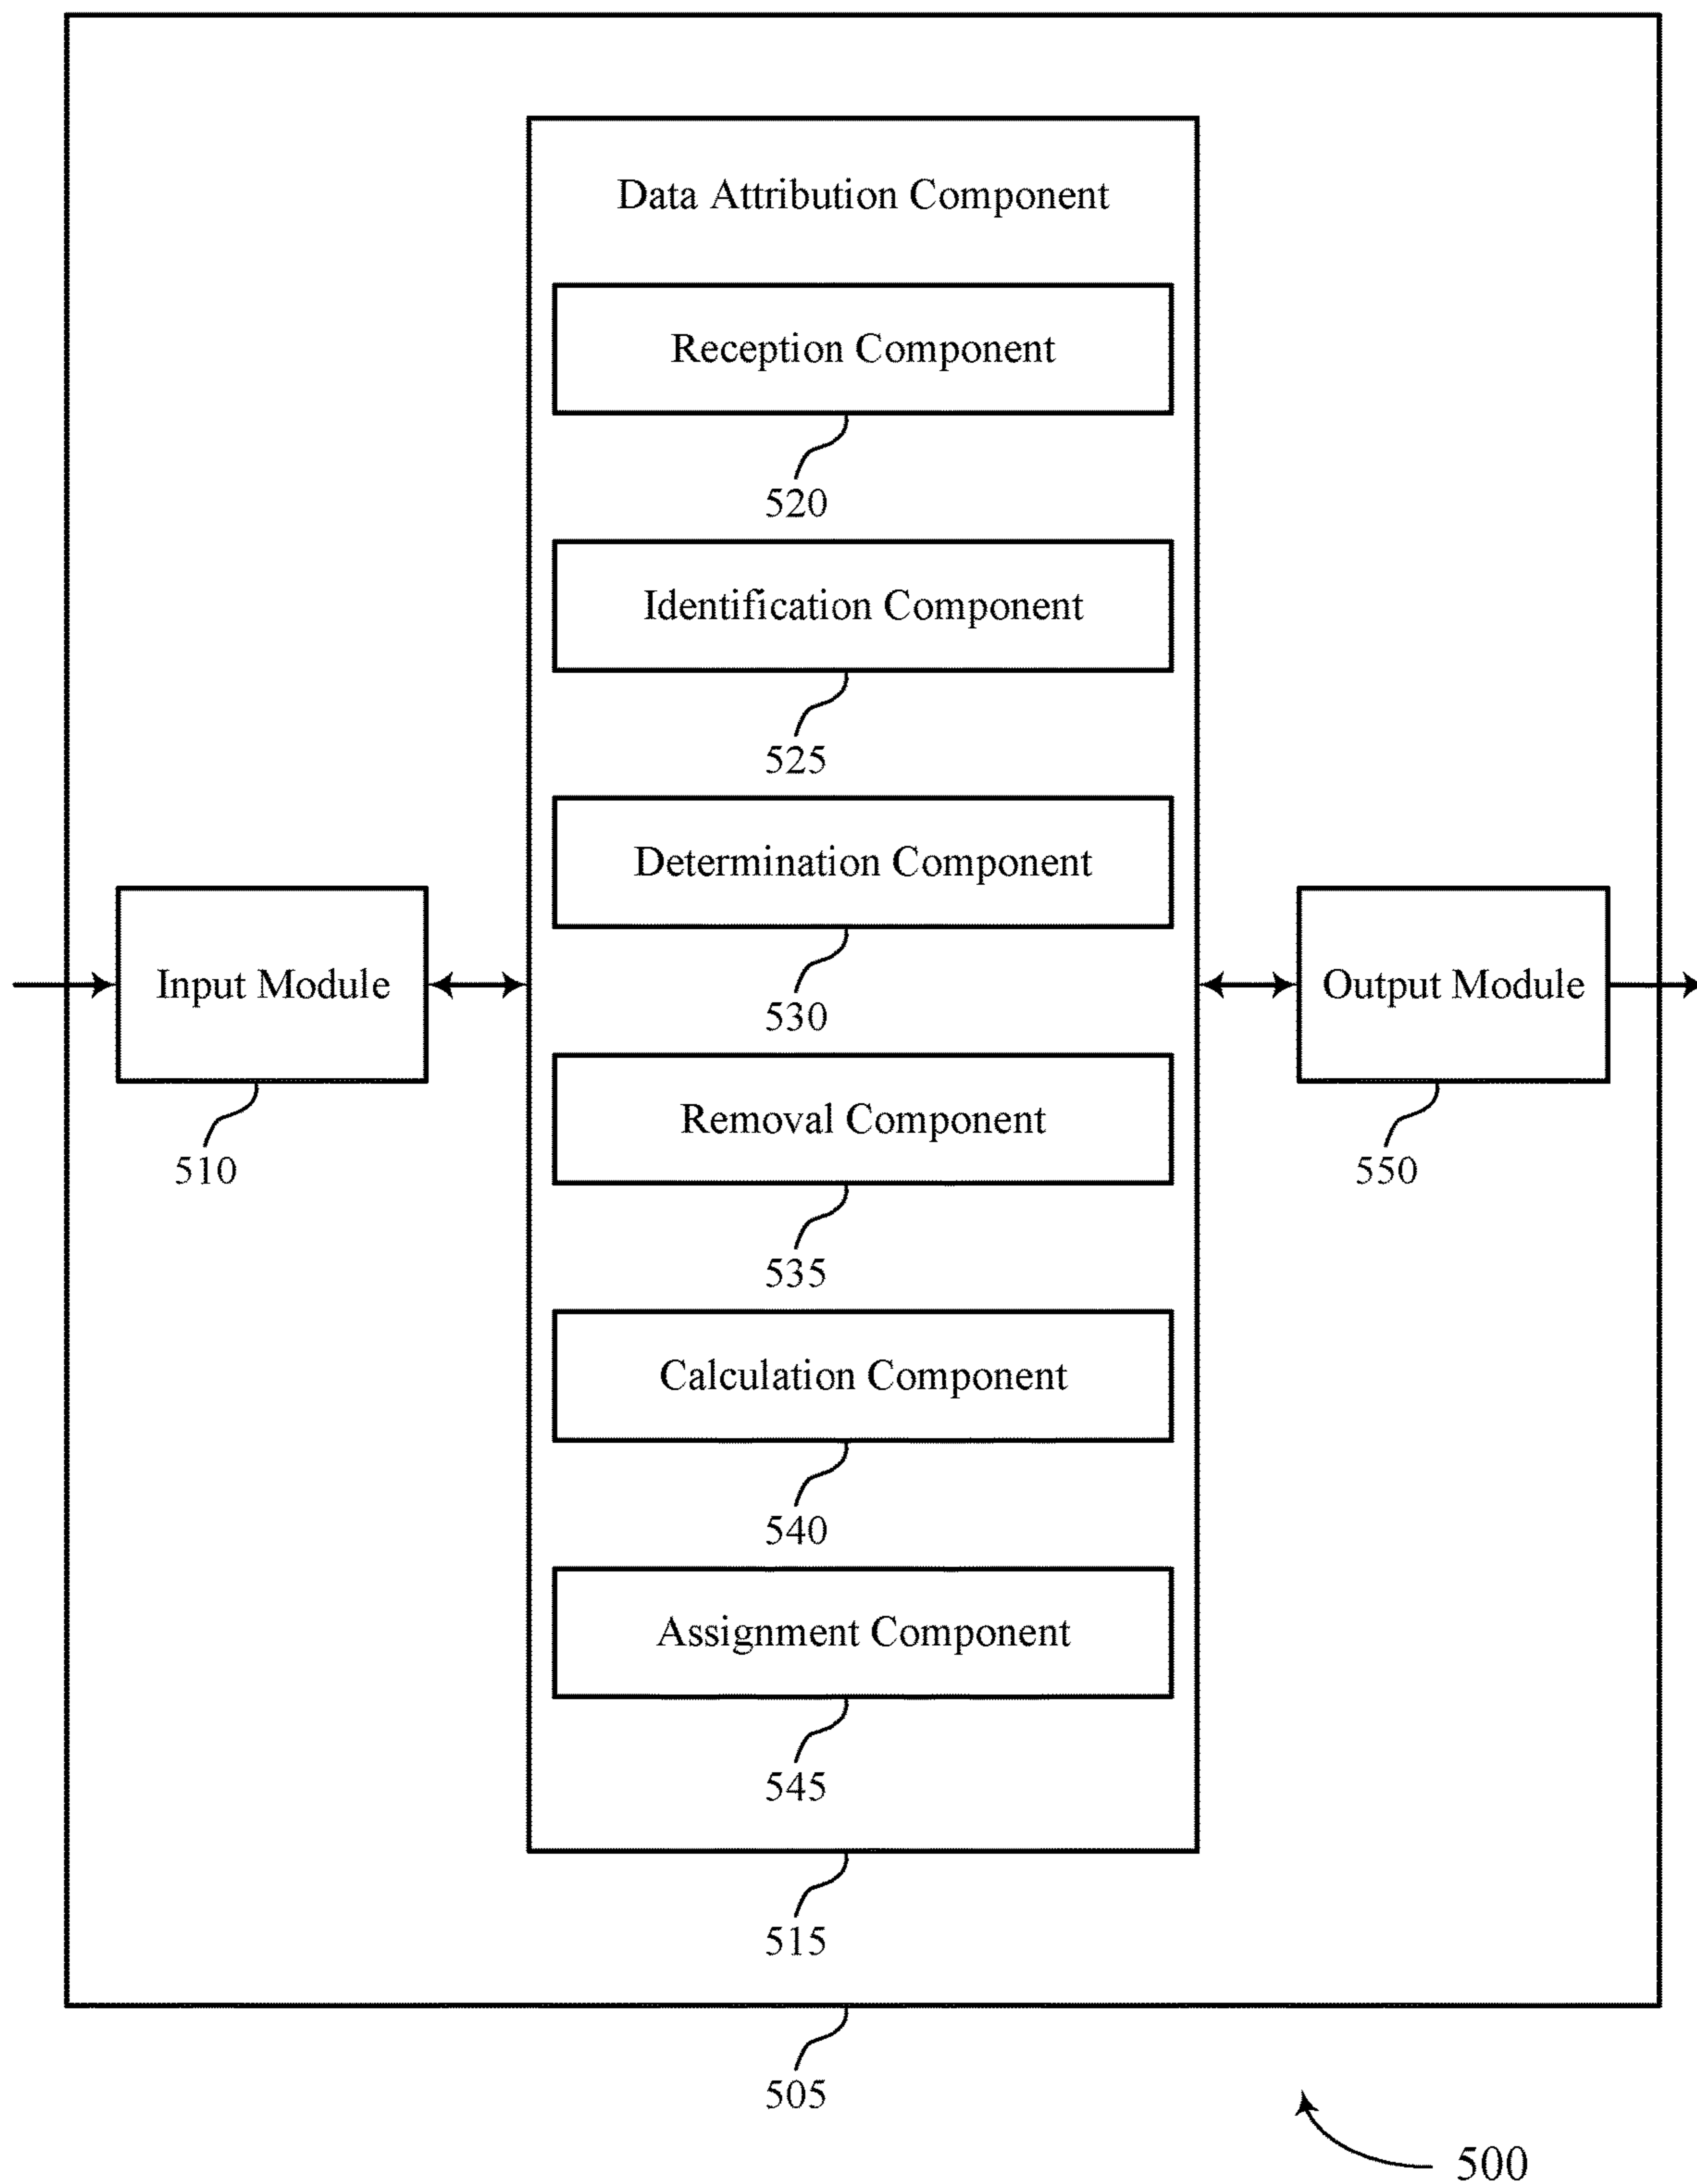 Data Attribution Component
Reception Component
520
Identification Component
525
Determination Component
530
Input Module
510
Output Module
550
Removal Component
535
Calculation Component
540
Assignment Component
545
515
505
500